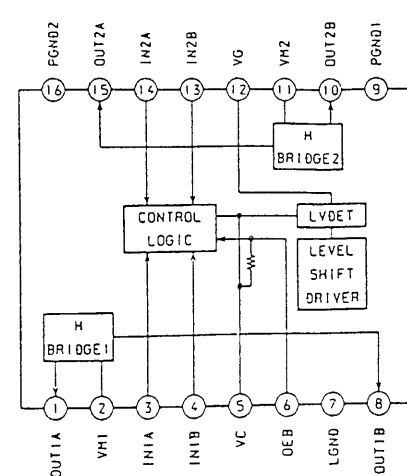 PGND2 OUT2A IN2A IN2B VG VM2 OUT2B PGND1
16 15 14 13 12 11 10 9
H
BRIDGE2
CONTROL
LOGIC
LVDET
LEVEL
SHIFT
DRIVER
H
BRIDGE1
1 2 3 4 5 6 7 8
OUT1A VM1 IN1A IN1B VC OEB LGND OUT1B